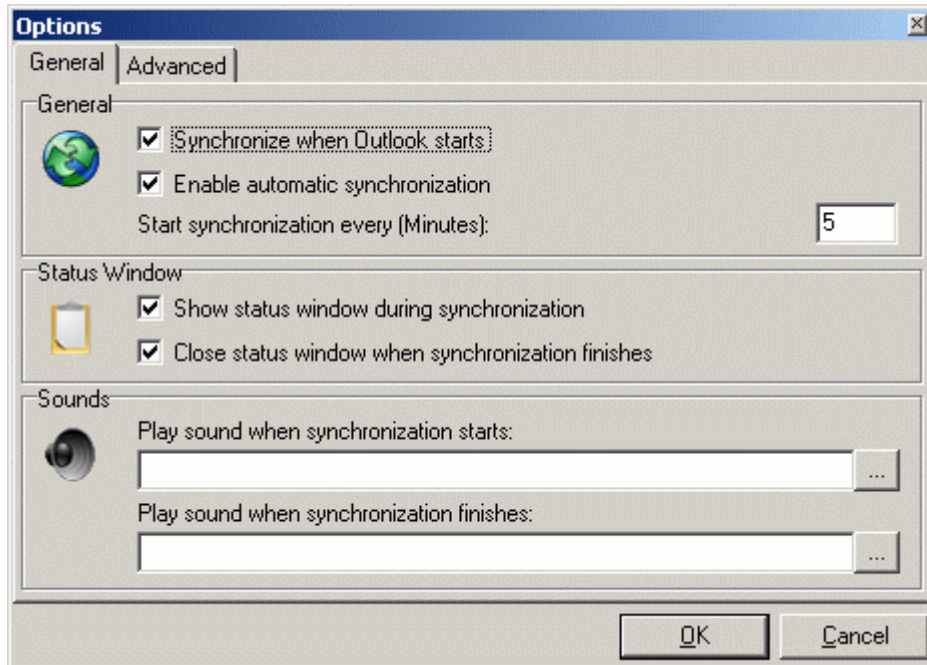 Options
General
Advanced
General
Synchronize when Outlook starts
Enable automatic synchronization
Start synchronization every (Minutes):
5
Status Window
Show status window during synchronization
Close status window when synchronization finishes
Sounds
Play sound when synchronization starts:
...
Play sound when synchronization finishes:
...
OK
Cancel